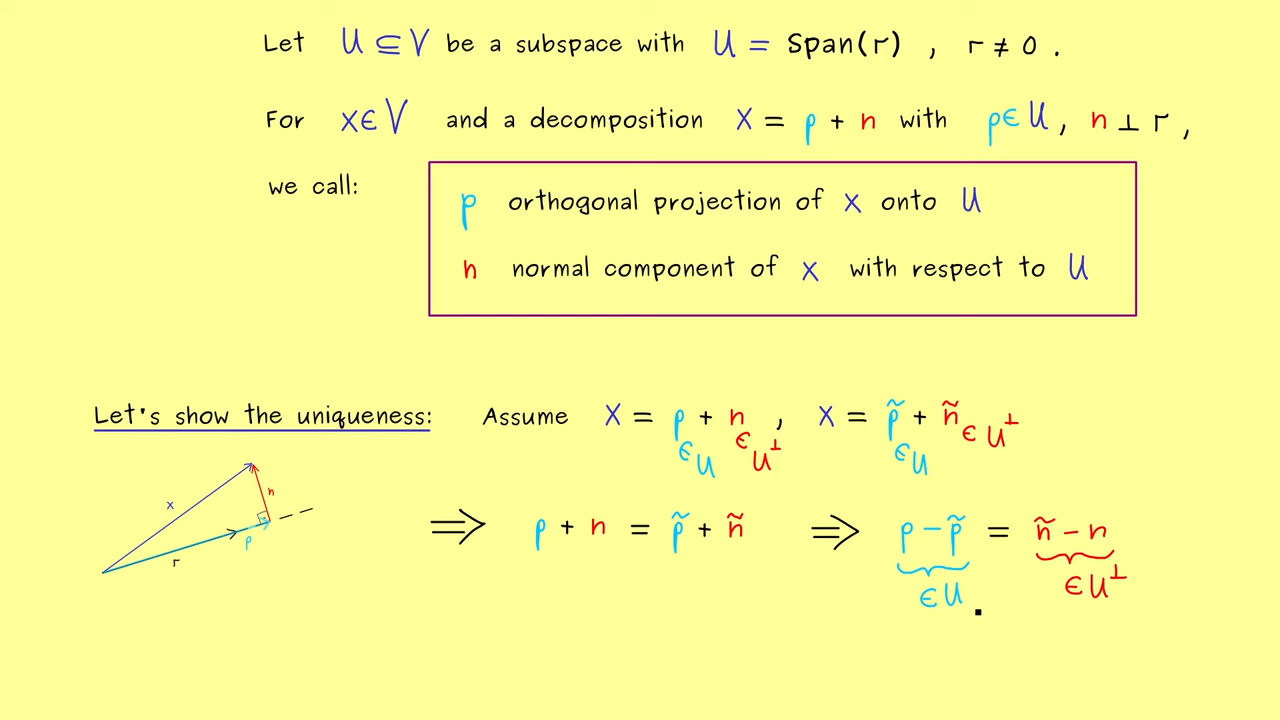 Let U ⊆ V be a subspace with U = Span(r) , r ≠ 0 .
For x ∈ V and a decomposition x = p + n with p ∈ U , n ⊥ r ,
we call:
p orthogonal projection of x onto U
n normal component of x with respect to U
Let's show the uniqueness: Assume x = p + n , x = p̃ + ñ ∈ U^⊥
∈ U ∈ U^⊥ ∈ U
x n
p
r
⇒ p + n = p̃ + ñ ⇒ p − p̃ = ñ − n
∈ U ∈ U^⊥